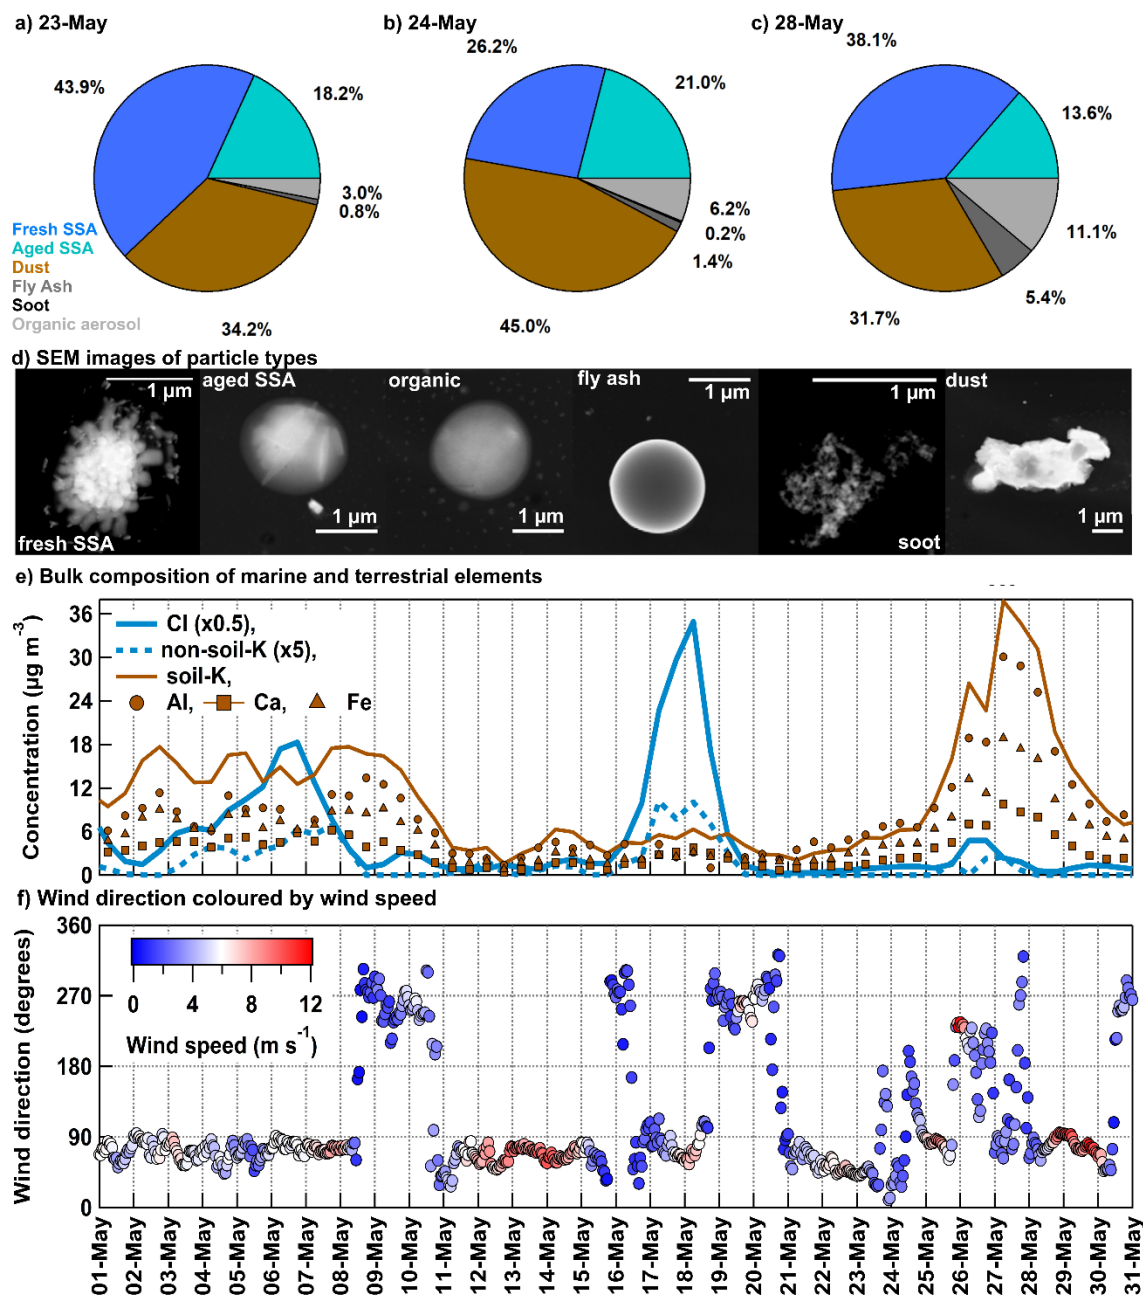 a) 23-May
b) 24-May
c) 28-May
43.9%
18.2%
3.0%
0.8%
34.2%
26.2%
21.0%
6.2%
0.2%
1.4%
45.0%
38.1%
13.6%
11.1%
5.4%
31.7%
Fresh SSA
Aged SSA
Dust
Fly Ash
Soot
Organic aerosol
d) SEM images of particle types
1 µm
fresh SSA
aged SSA
1 µm
organic
1 µm
fly ash
1 µm
1 µm
soot
dust
1 µm
e) Bulk composition of marine and terrestrial elements
Concentration (µg m⁻³)
36
30
24
18
12
6
0
Cl (x0.5),
non-soil-K (x5),
soil-K,
Al, Ca, Fe
f) Wind direction coloured by wind speed
Wind direction (degrees)
360
270
180
90
0
0 4 8 12
Wind speed (m s⁻¹)
01-May
02-May
03-May
04-May
05-May
06-May
07-May
08-May
09-May
10-May
11-May
12-May
13-May
14-May
15-May
16-May
17-May
18-May
19-May
20-May
21-May
22-May
23-May
24-May
25-May
26-May
27-May
28-May
29-May
30-May
31-May